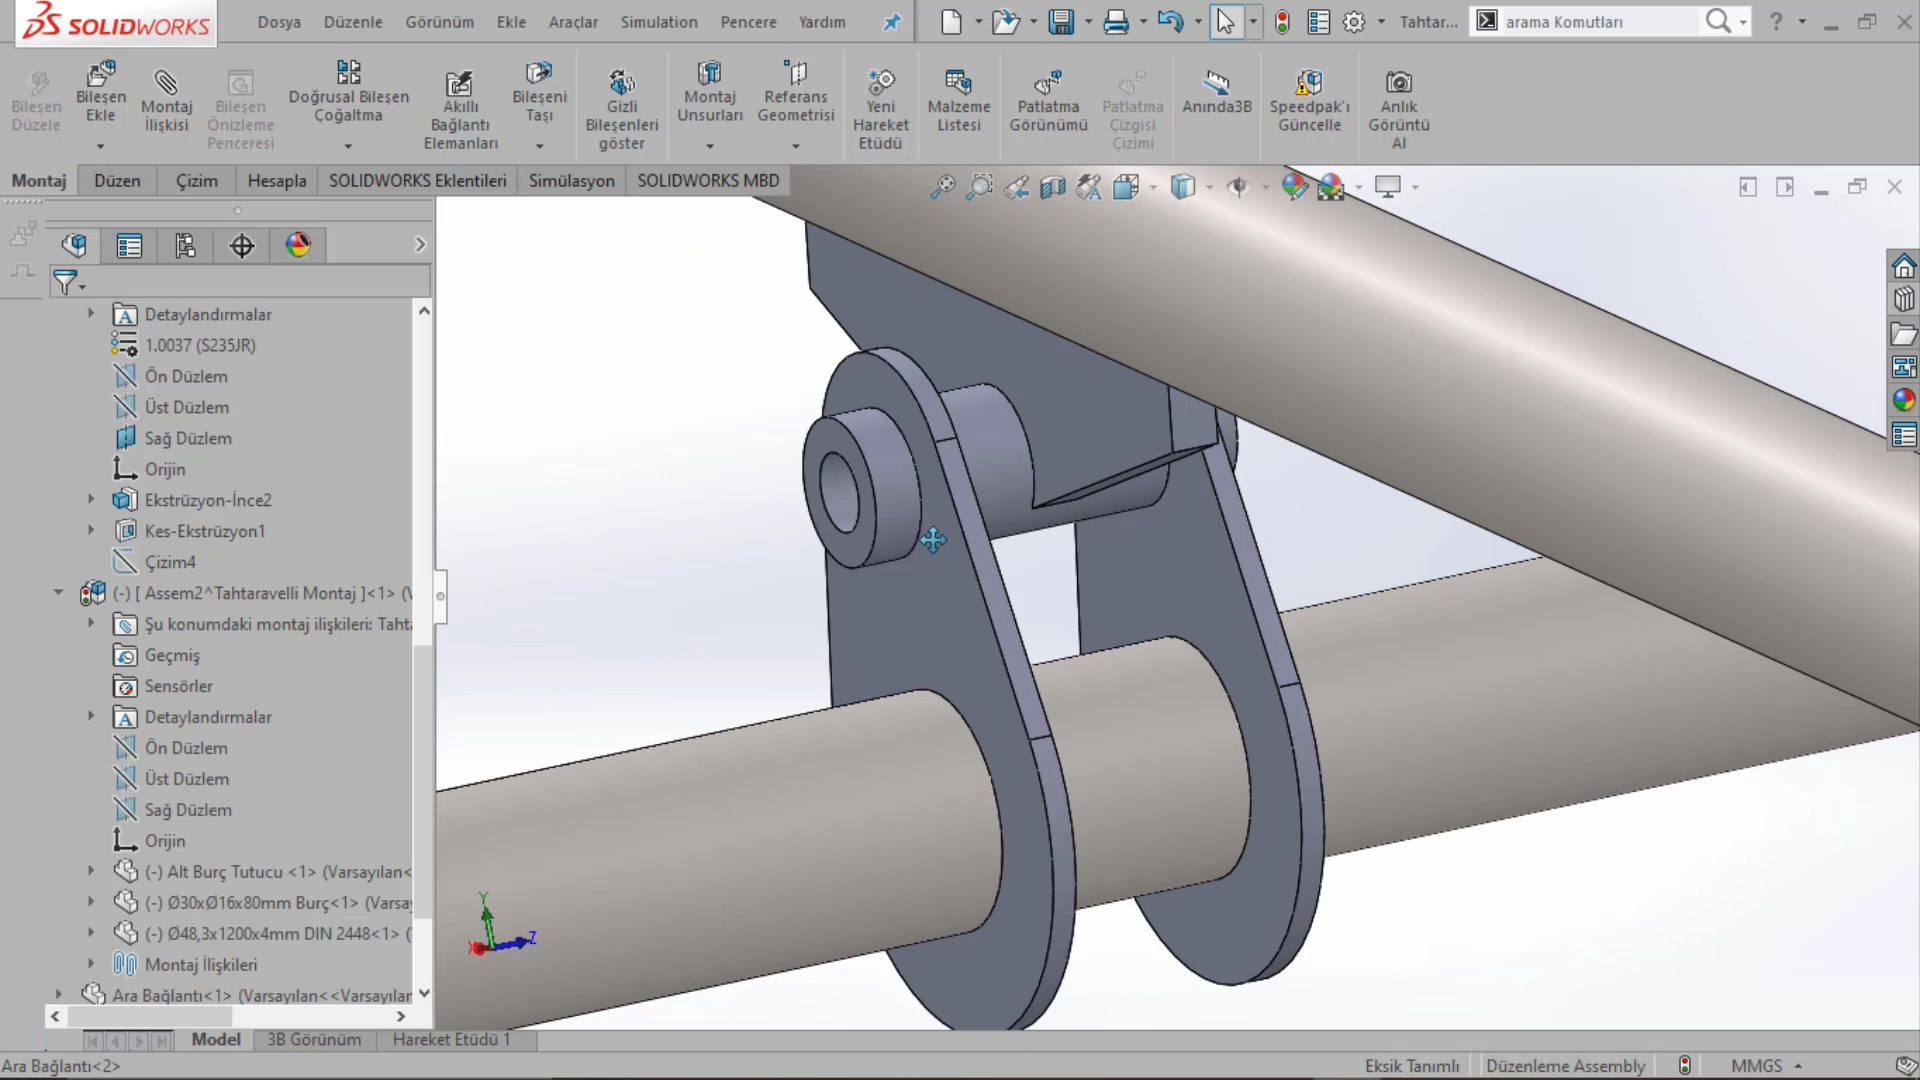 SOLIDWORKS
Dosya Düzenle Görünüm Ekle Araçlar Simulation Pencere Yardım
Tahtar...
arama Komutları
?
Bileşen Düzele
Bileşen Ekle
Montaj İlişkisi
Bileşen Önizleme Penceresi
Doğrusal Bileşen Çoğaltma
Akıllı Bağlantı Elemanları
Bileşeni Taşı
Gizli Bileşenleri göster
Montaj Unsurları
Referans Geometrisi
Yeni Hareket Etüdü
Malzeme Listesi
Patlatma Görünümü
Patlatma Çizgisi Çizimi
Anında3B
Speedpak'ı Güncelle
Anlık Görüntü Al
Montaj Düzen Çizim Hesapla SOLIDWORKS Eklentileri Simülasyon SOLIDWORKS MBD
Detaylandırmalar
1.0037 (S235JR)
Ön Düzlem
Üst Düzlem
Sağ Düzlem
Orijin
Ekstrüzyon-İnce2
Kes-Ekstrüzyon1
Çizim4
(-) [ Assem2^Tahtaravelli Montaj ]<1> (V
Şu konumdaki montaj ilişkileri: Tahta
Geçmiş
Sensörler
Detaylandırmalar
Ön Düzlem
Üst Düzlem
Sağ Düzlem
Orijin
(-) Alt Burç Tutucu <1> (Varsayılan<
(-) Ø30xØ16x80mm Burç<1> (Varsay
(-) Ø48,3x1200x4mm DIN 2448<1> (
Montaj İlişkileri
Ara Bağlantı<1> (Varsayılan<<Varsayılan
Y
X
Z
Model 3B Görünüm Hareket Etüdü 1
Ara Bağlantı<2>
Eksik Tanımlı
Düzenleme Assembly
MMGS